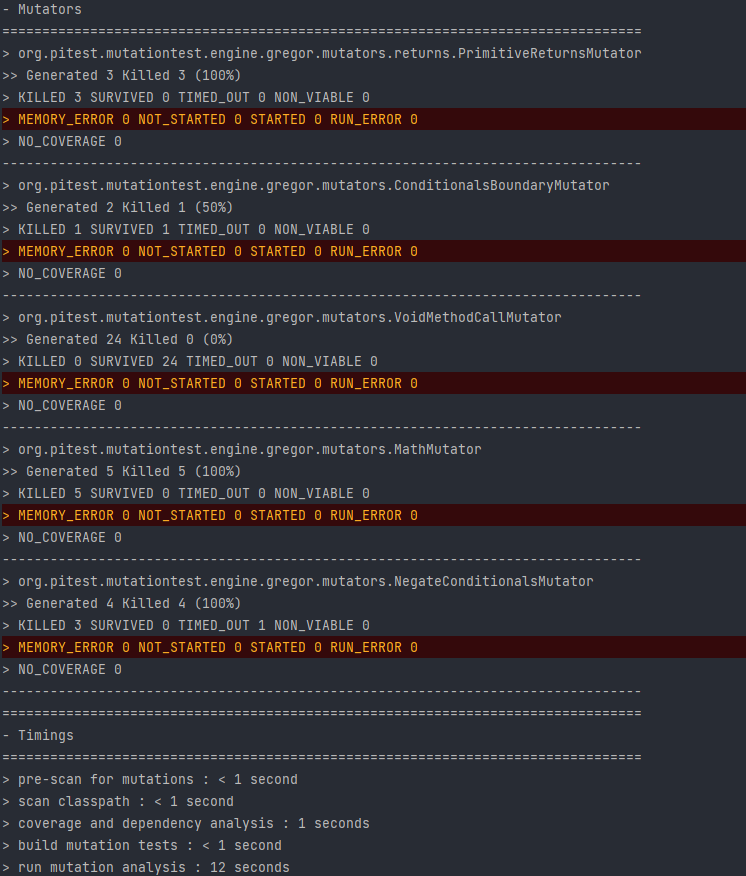 - Mutators
================================================================================
> org.pitest.mutationtest.engine.gregor.mutators.returns.PrimitiveReturnsMutator
>> Generated 3 Killed 3 (100%)
> KILLED 3 SURVIVED 0 TIMED_OUT 0 NON_VIABLE 0
> MEMORY_ERROR 0 NOT_STARTED 0 STARTED 0 RUN_ERROR 0
> NO_COVERAGE 0
--------------------------------------------------------------------------------
> org.pitest.mutationtest.engine.gregor.mutators.ConditionalsBoundaryMutator
>> Generated 2 Killed 1 (50%)
> KILLED 1 SURVIVED 1 TIMED_OUT 0 NON_VIABLE 0
> MEMORY_ERROR 0 NOT_STARTED 0 STARTED 0 RUN_ERROR 0
> NO_COVERAGE 0
--------------------------------------------------------------------------------
> org.pitest.mutationtest.engine.gregor.mutators.VoidMethodCallMutator
>> Generated 24 Killed 0 (0%)
> KILLED 0 SURVIVED 24 TIMED_OUT 0 NON_VIABLE 0
> MEMORY_ERROR 0 NOT_STARTED 0 STARTED 0 RUN_ERROR 0
> NO_COVERAGE 0
--------------------------------------------------------------------------------
> org.pitest.mutationtest.engine.gregor.mutators.MathMutator
>> Generated 5 Killed 5 (100%)
> KILLED 5 SURVIVED 0 TIMED_OUT 0 NON_VIABLE 0
> MEMORY_ERROR 0 NOT_STARTED 0 STARTED 0 RUN_ERROR 0
> NO_COVERAGE 0
--------------------------------------------------------------------------------
> org.pitest.mutationtest.engine.gregor.mutators.NegateConditionalsMutator
>> Generated 4 Killed 4 (100%)
> KILLED 3 SURVIVED 0 TIMED_OUT 1 NON_VIABLE 0
> MEMORY_ERROR 0 NOT_STARTED 0 STARTED 0 RUN_ERROR 0
> NO_COVERAGE 0
--------------------------------------------------------------------------------
================================================================================
- Timings
================================================================================
> pre-scan for mutations : < 1 second
> scan classpath : < 1 second
> coverage and dependency analysis : 1 seconds
> build mutation tests : < 1 second
> run mutation analysis : 12 seconds